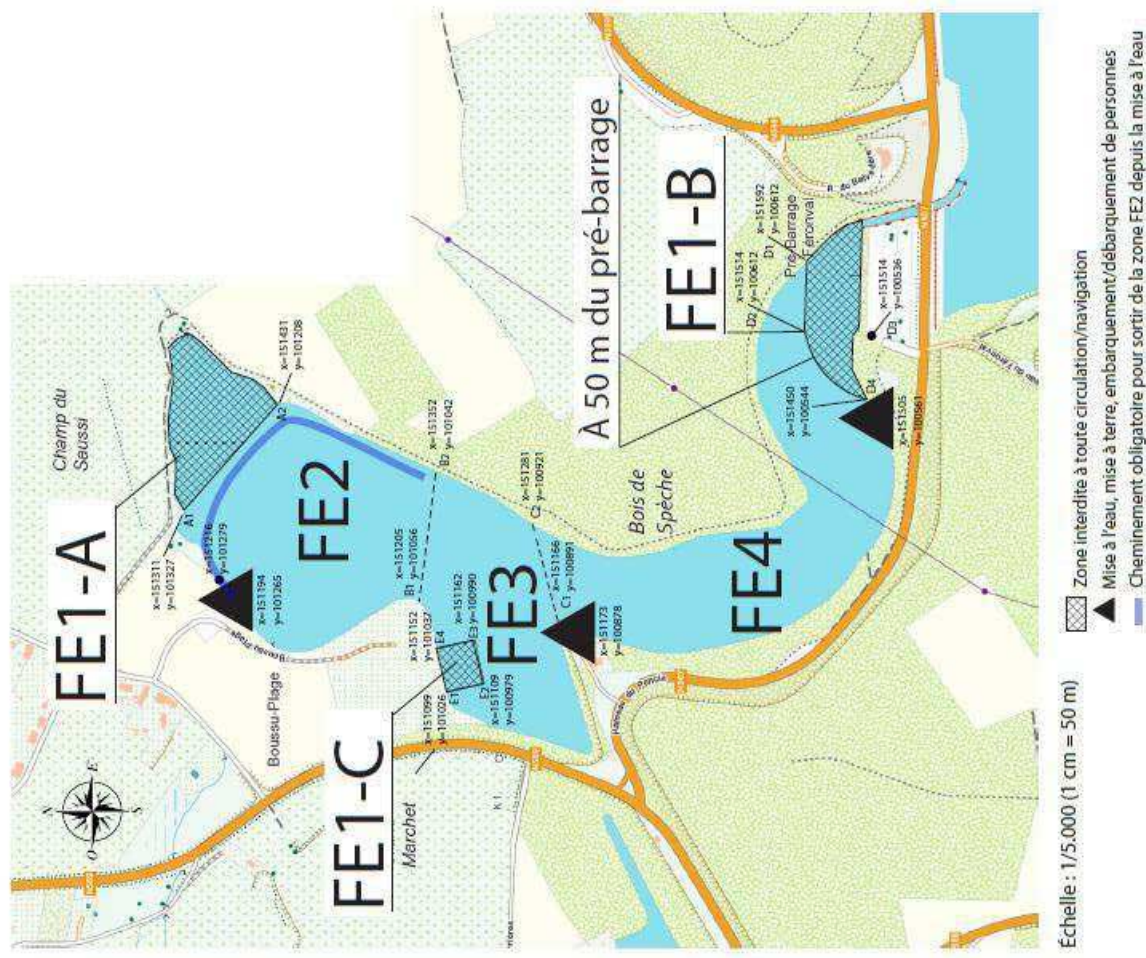 Champ du
Saussi
FE1-A
A1
x=151311
y=101327
x=151216
y=101279
x=151194
y=101265
A2
x=151431
y=101208
FE2
Boussu-Plage
Boussu-Plage
FE1-C
Marchet
x=151099
y=101026
x=151152
y=101037
E4
E1
x=151162
y=100990
E3
E2
x=151109
y=100979
B1
x=151205
y=101056
B2
x=151352
y=101042
FE3
C1
x=151166
y=100891
C2
x=151281
y=100921
x=151173
y=100878
Bois de
Spèche
FE4
À 50 m du pré-barrage
FE1-B
x=151592
y=100612
D1
Pré-Barrage
Féronval
x=151514
y=100612
D2
x=151514
y=100536
D3
x=151450
y=100544
D4
x=151505
y=100561
R. du Belvédère
N
E
S
O
K 1
Échelle : 1/5.000 (1 cm = 50 m)
Zone interdite à toute circulation/navigation
Mise à l'eau, mise à terre, embarquement/débarquement de personnes
Cheminement obligatoire pour sortir de la zone FE2 depuis la mise à l'eau